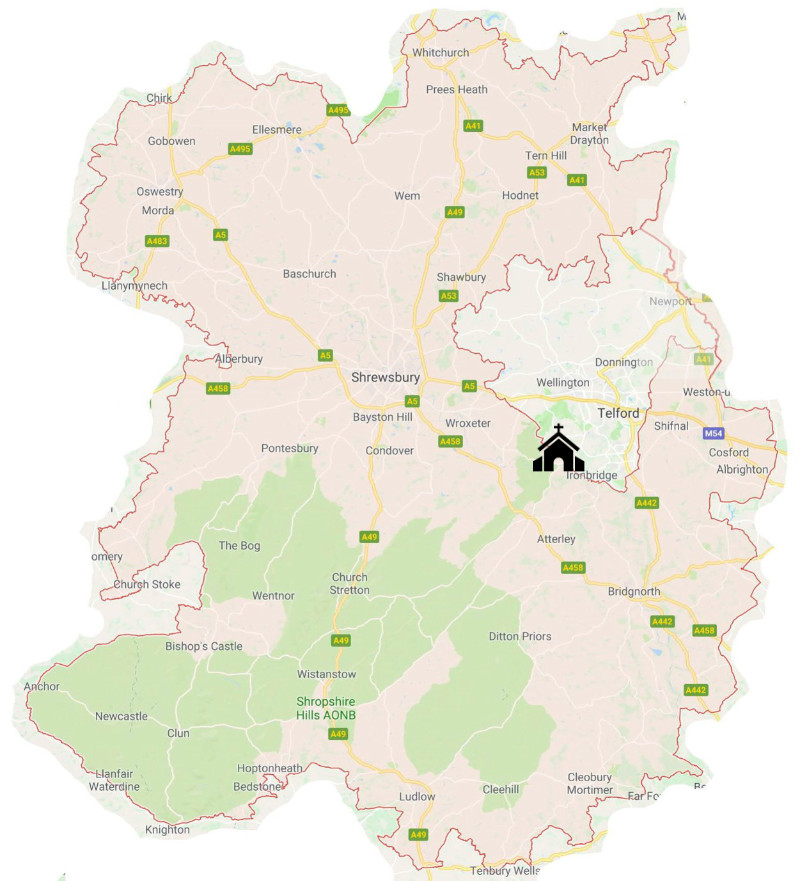 M
Whitchurch
Prees Heath
Chirk
A495
Ellesmere
A41
Market
Drayton
Gobowen
A495
Tern Hill
A53
A41
Oswestry
Wem
Hodnet
Morda
A49
A5
A483
Baschurch
Shawbury
Llanymynech
A53
Newport
Alberbury
A5
Donnington
A41
Shrewsbury
Wellington
A458
A5
Weston-u
A5
Telford
Bayston Hill
Wroxeter
Shifnal
M54
A458
Pontesbury
Condover
Cosford
Albrighton
Ironbridge
A442
A49
Atterley
The Bog
omery
A458
Church Stoke
Church
Stretton
Wentnor
Bridgnorth
A442
A458
A49
Ditton Priors
Bishop's Castle
Wistanstow
Anchor
A442
Shropshire
Hills AONB
Newcastle
Clun
A49
Hoptonheath
Llanfair
Waterdine
Bedstone
Cleobury
Mortimer
Cleehill
Ludlow
Far Fo
Knighton
A49
Tenbury Wells